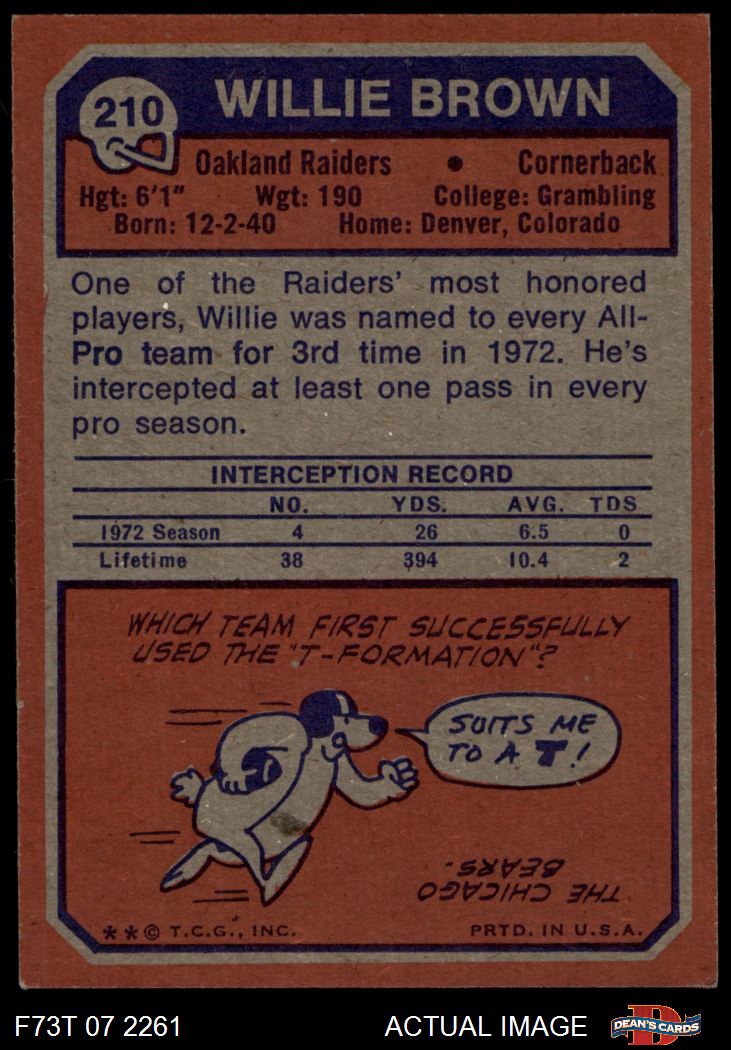 210 WILLIE BROWN
Oakland Raiders • Cornerback
Hgt: 6'1" Wgt: 190 College: Grambling
Born: 12-2-40 Home: Denver, Colorado
One of the Raiders' most honored
players, Willie was named to every All-
Pro team for 3rd time in 1972. He's
intercepted at least one pass in every
pro season.
INTERCEPTION RECORD
NO. YDS. AVG. TDS
1972 Season 4 26 6.5 0
Lifetime 38 394 10.4 2
WHICH TEAM FIRST SUCCESSFULLY
USED THE "T-FORMATION"?
SUITS ME
TO A T!
THE CHICAGO
BEARS.
**© T.C.G., INC. PRTD. IN U.S.A.
F73T 07 2261 ACTUAL IMAGE D DEAN'S CARDS